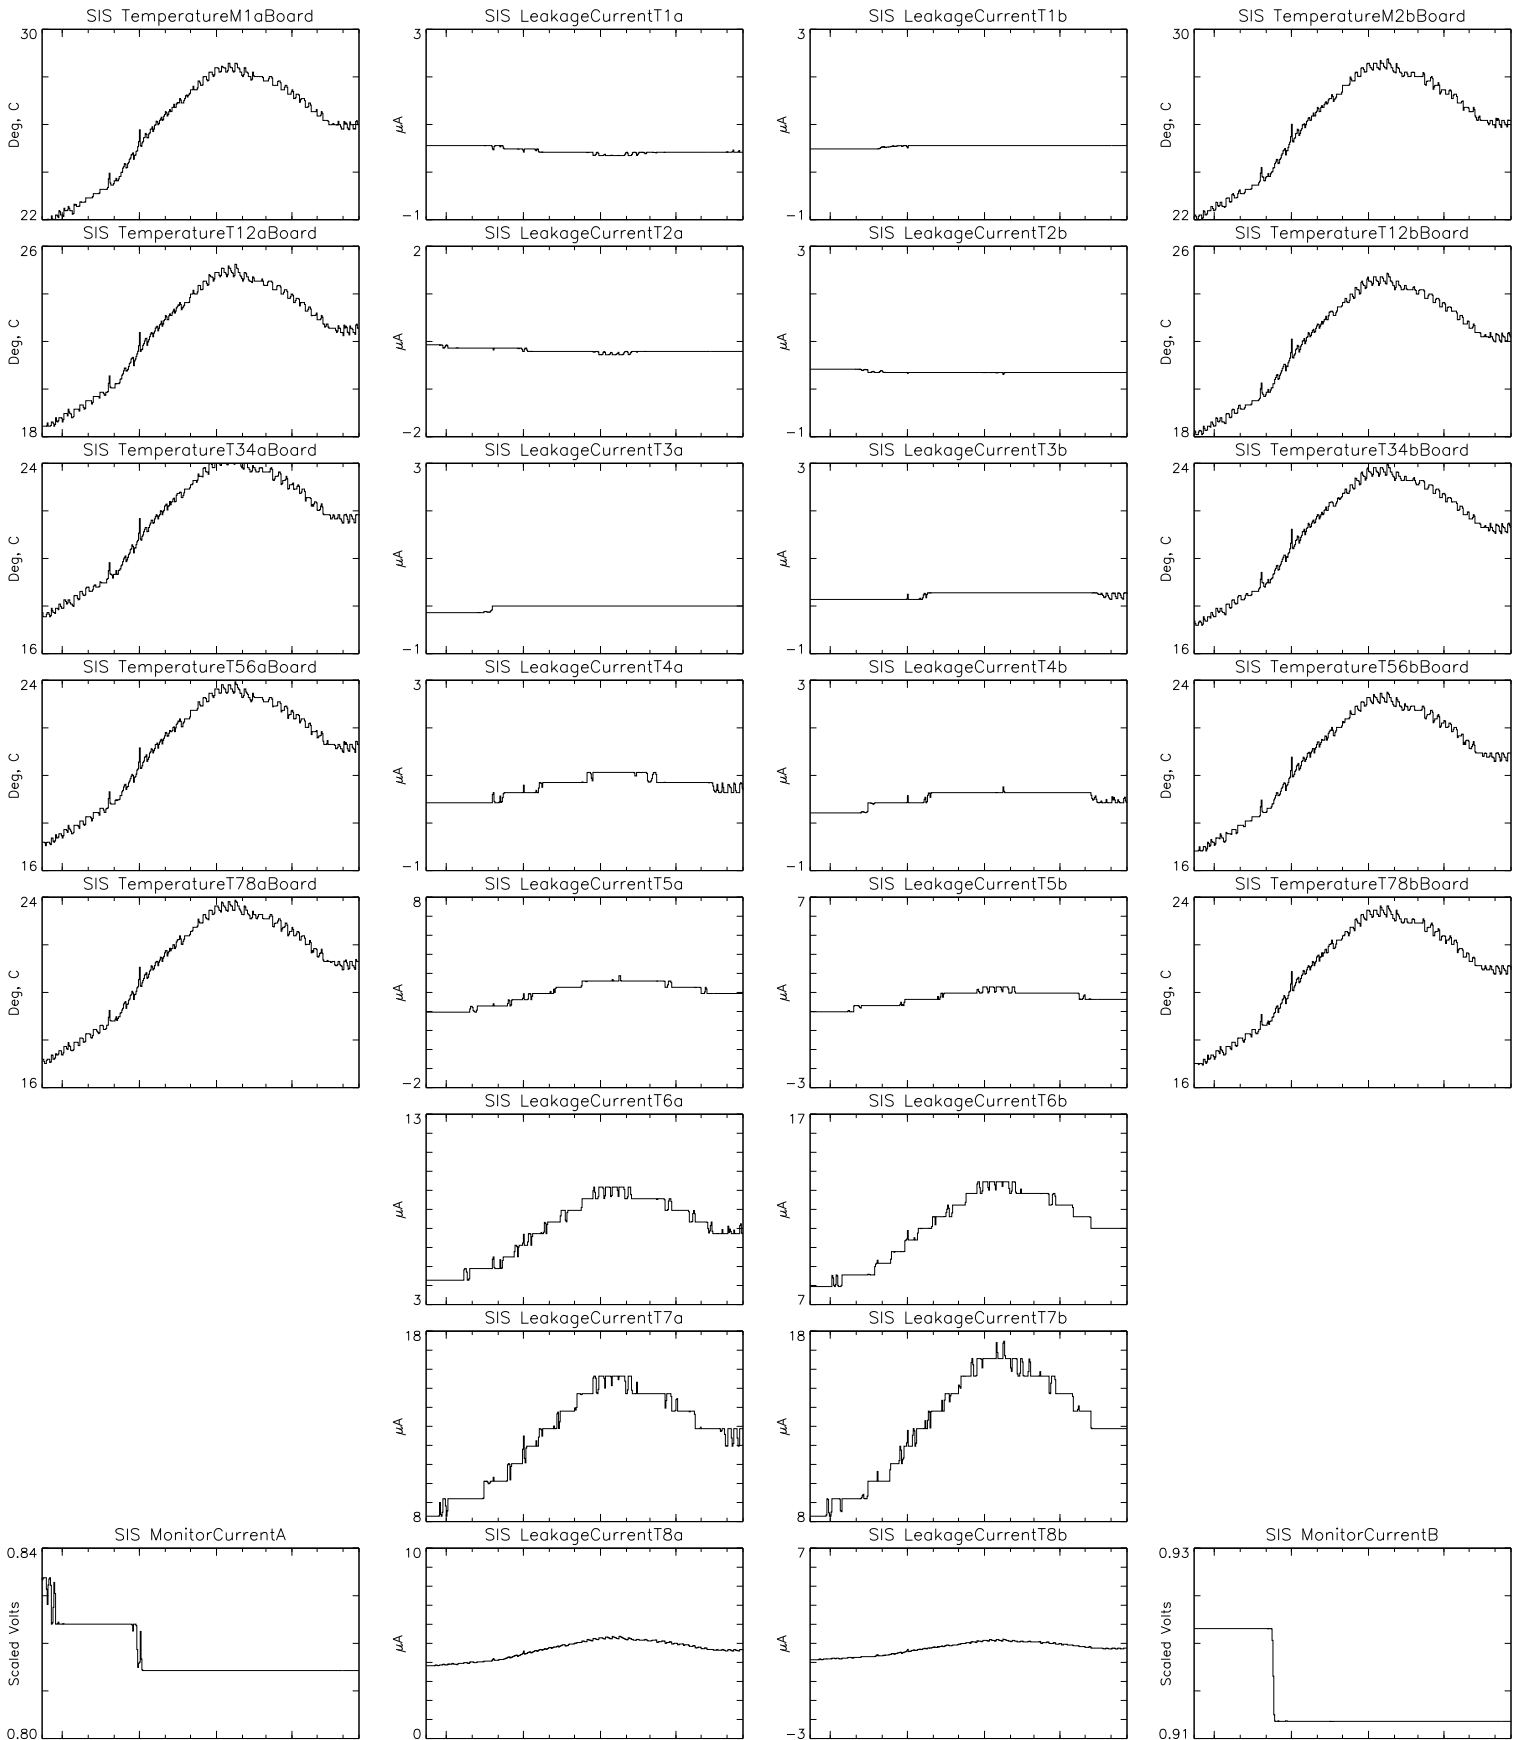 SIS TemperatureM1aBoard
30
Deg, C
22
SIS LeakageCurrentT1a
3
μA
−1
SIS LeakageCurrentT1b
3
μA
−1
SIS TemperatureM2bBoard
30
Deg, C
22
SIS TemperatureT12aBoard
26
Deg, C
18
SIS LeakageCurrentT2a
2
μA
−2
SIS LeakageCurrentT2b
3
μA
−1
SIS TemperatureT12bBoard
26
Deg, C
18
SIS TemperatureT34aBoard
24
Deg, C
16
SIS LeakageCurrentT3a
3
μA
−1
SIS LeakageCurrentT3b
3
μA
−1
SIS TemperatureT34bBoard
24
Deg, C
16
SIS TemperatureT56aBoard
24
Deg, C
16
SIS LeakageCurrentT4a
3
μA
−1
SIS LeakageCurrentT4b
3
μA
−1
SIS TemperatureT56bBoard
24
Deg, C
16
SIS TemperatureT78aBoard
24
Deg, C
16
SIS LeakageCurrentT5a
8
μA
−2
SIS LeakageCurrentT5b
7
μA
−3
SIS TemperatureT78bBoard
24
Deg, C
16
SIS LeakageCurrentT6a
13
μA
3
SIS LeakageCurrentT6b
17
μA
7
SIS LeakageCurrentT7a
18
μA
8
SIS LeakageCurrentT7b
18
μA
8
SIS MonitorCurrentA
0.84
Scaled Volts
0.80
SIS LeakageCurrentT8a
10
μA
0
SIS LeakageCurrentT8b
7
μA
−3
SIS MonitorCurrentB
0.93
Scaled Volts
0.91